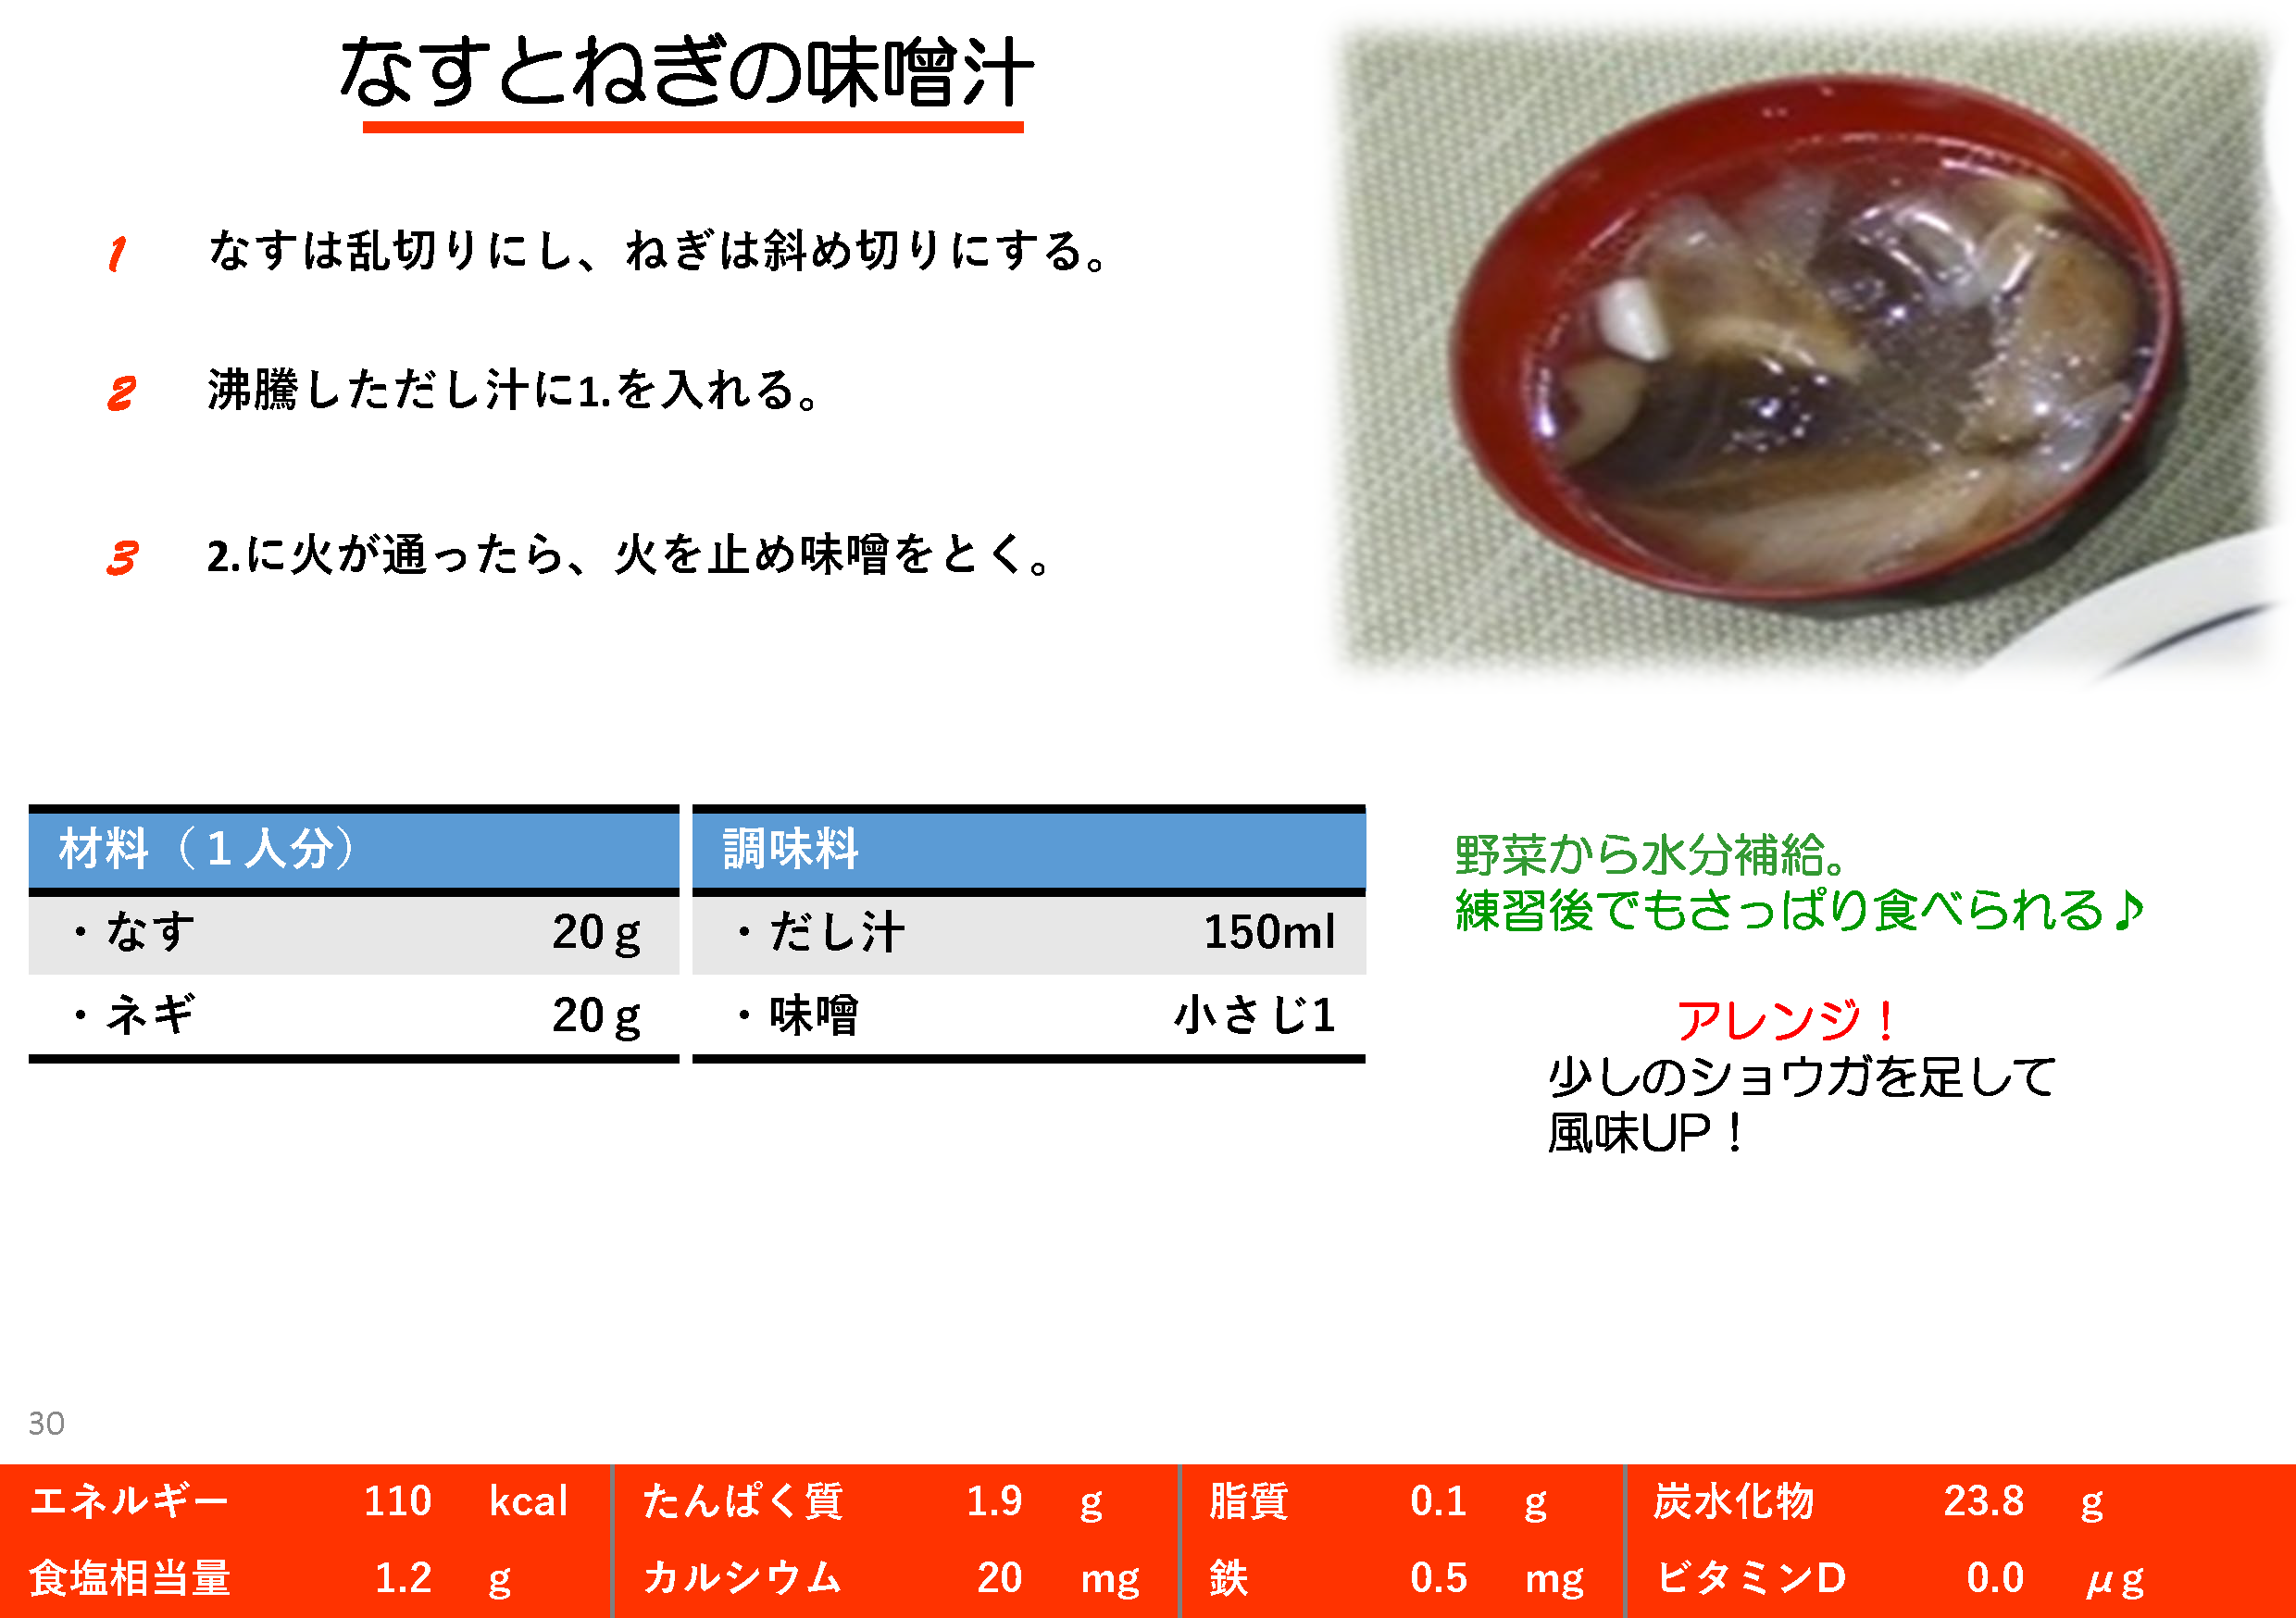 なすとねぎの味噌汁
1 なすは乱切りにし、ねぎは斜め切りにする。
2 沸騰しただし汁に1.を入れる。
3 2.に火が通ったら、火を止め味噌をとく。
材料（１人分） 調味料
・なす 20ｇ ・だし汁 150ml
・ネギ 20ｇ ・味噌 小さじ1
野菜から水分補給。
練習後でもさっぱり食べられる♪
アレンジ！
少しのショウガを足して
風味UP！
30
エネルギー 110 kcal たんぱく質 1.9 g 脂質 0.1 g 炭水化物 23.8 g
食塩相当量 1.2 g カルシウム 20 mg 鉄 0.5 mg ビタミンD 0.0 μg